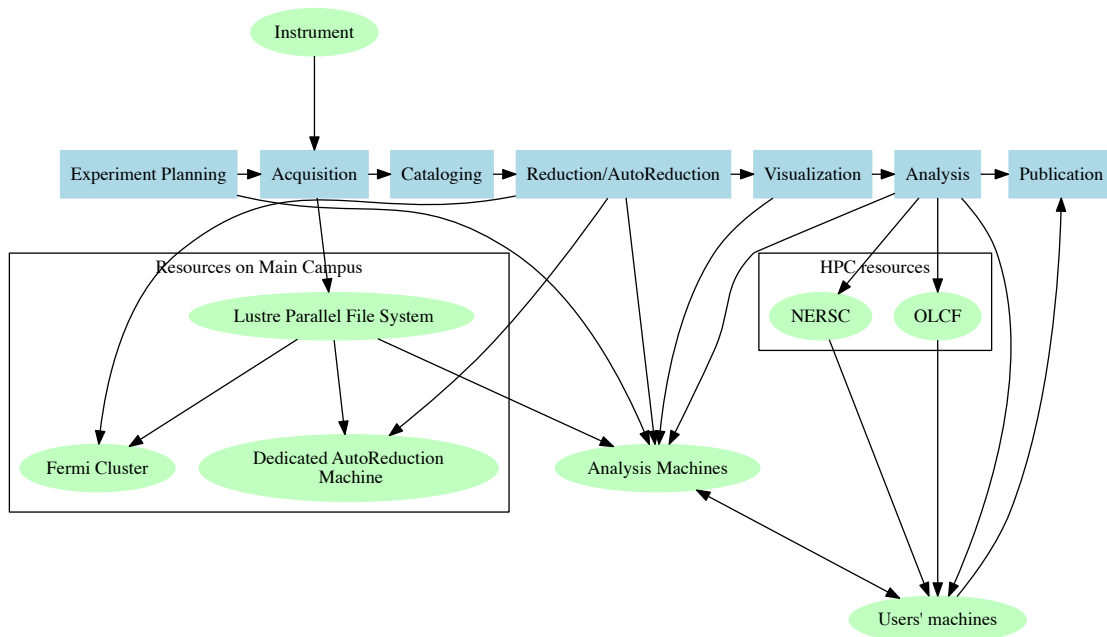 Instrument
Experiment Planning
Acquisition
Cataloging
Reduction/AutoReduction
Visualization
Analysis
Publication
Resources on Main Campus
HPC resources
Lustre Parallel File System
NERSC
OLCF
Fermi Cluster
Dedicated AutoReduction
Machine
Analysis Machines
Users' machines